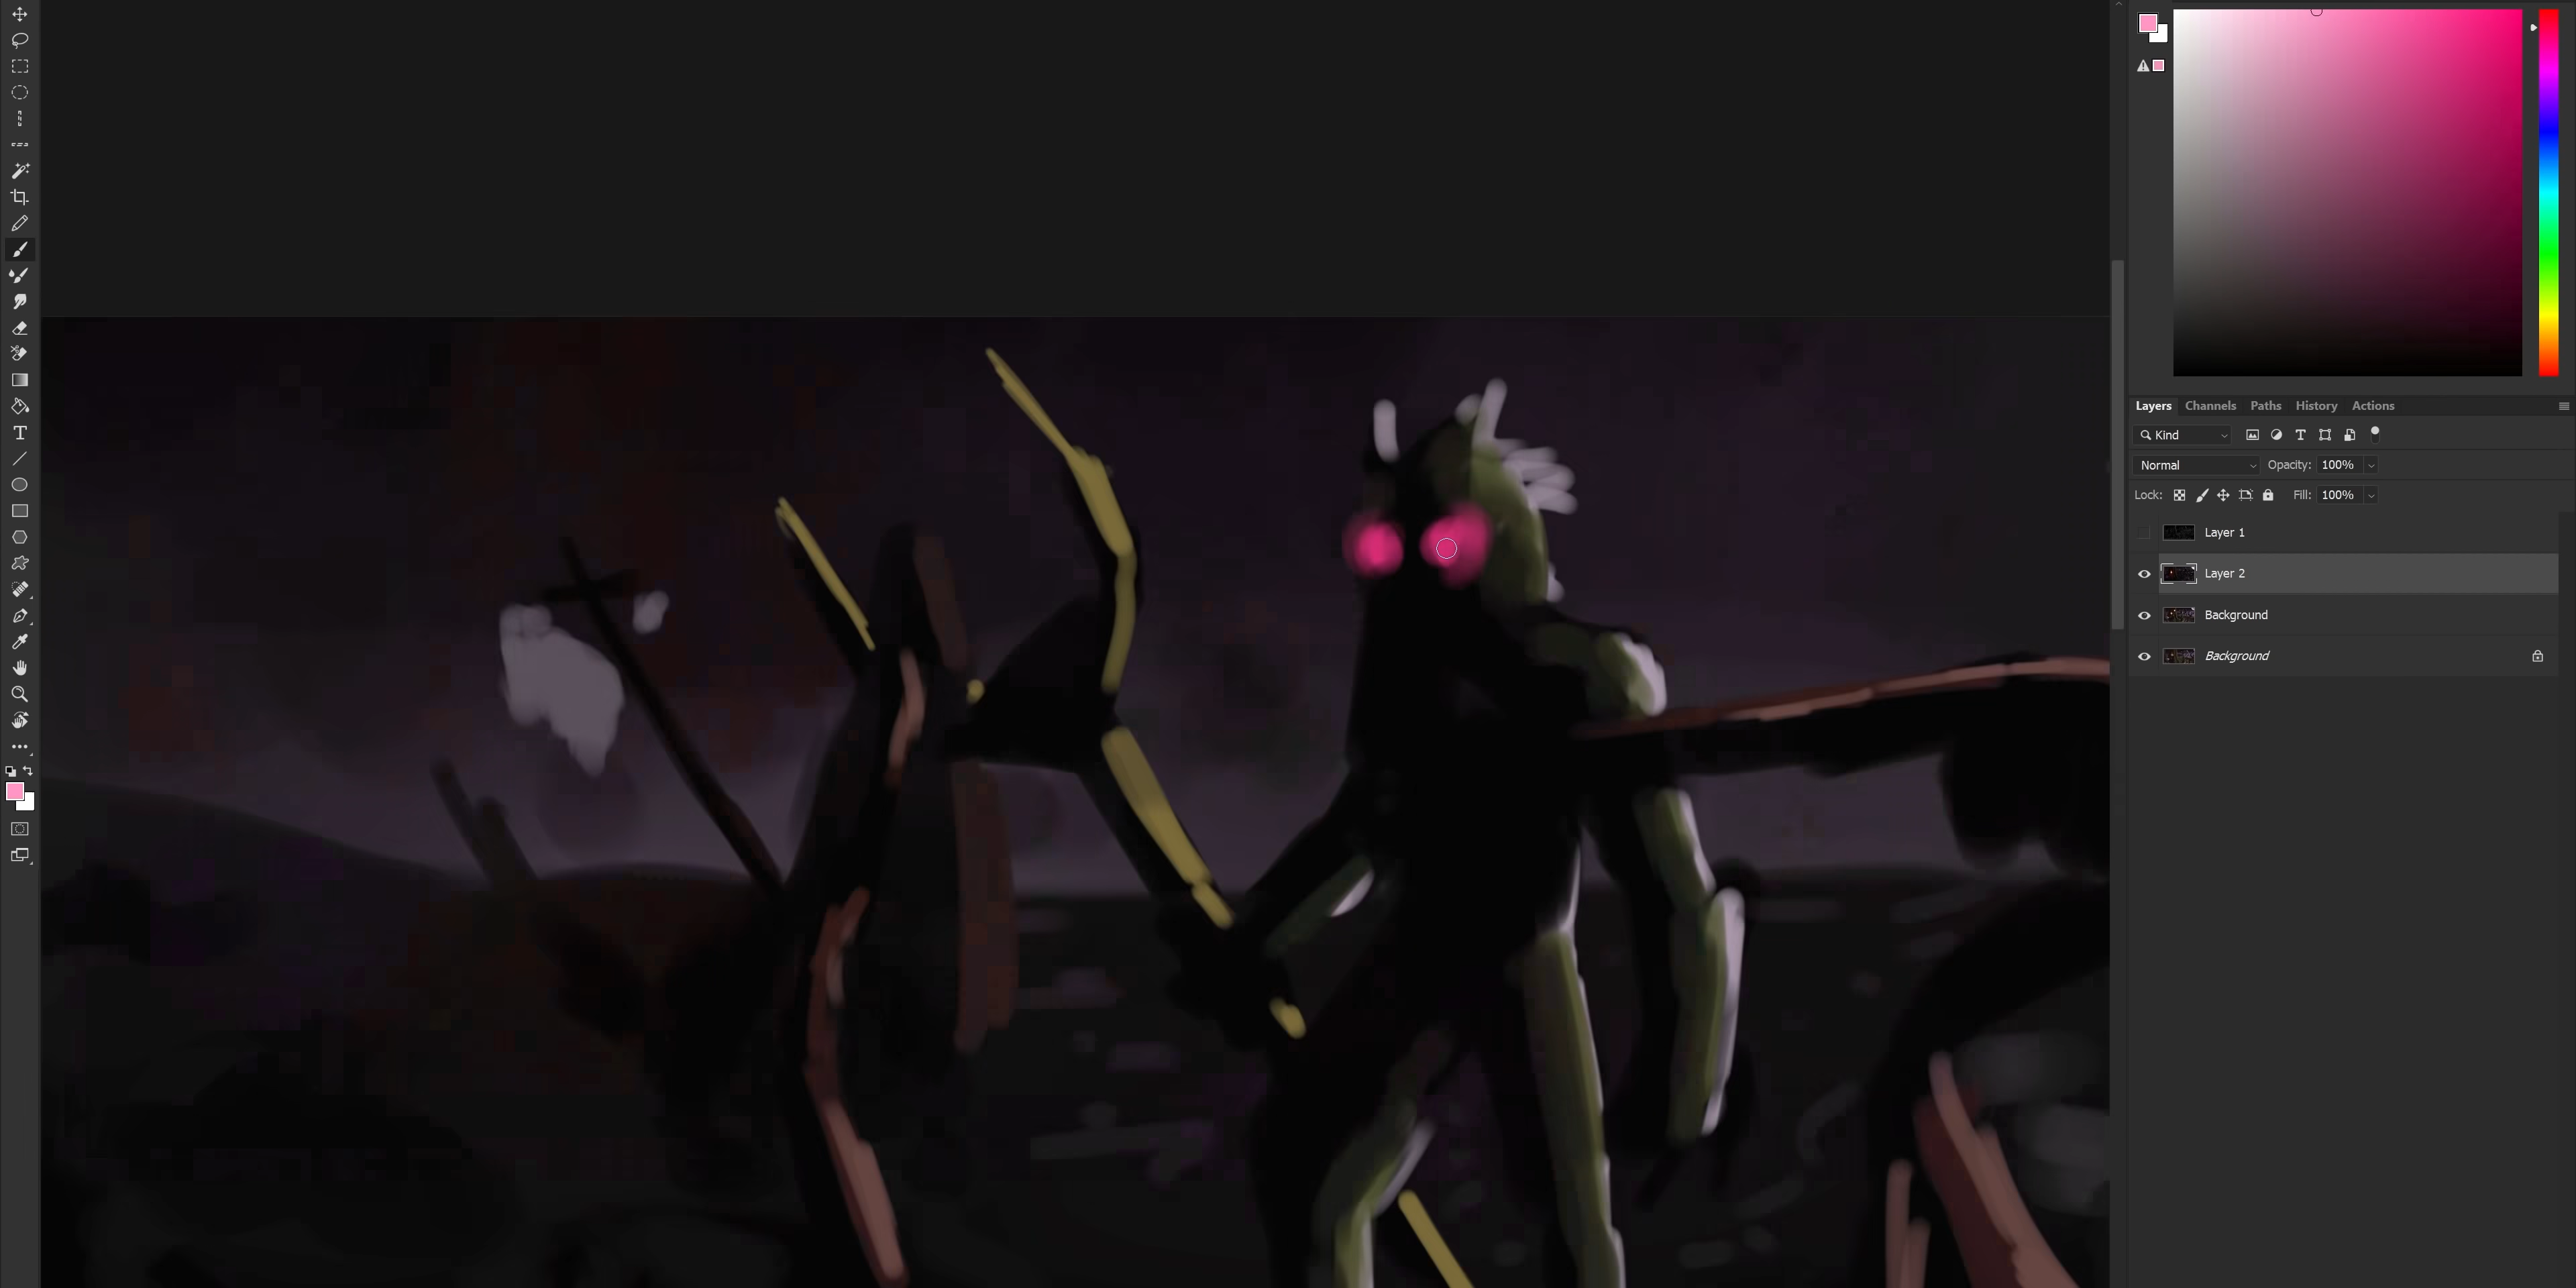 Layers Channels Paths History Actions
Kind
Normal Opacity: 100%
Lock: Fill: 100%
Layer 1
Layer 2
Background
Background